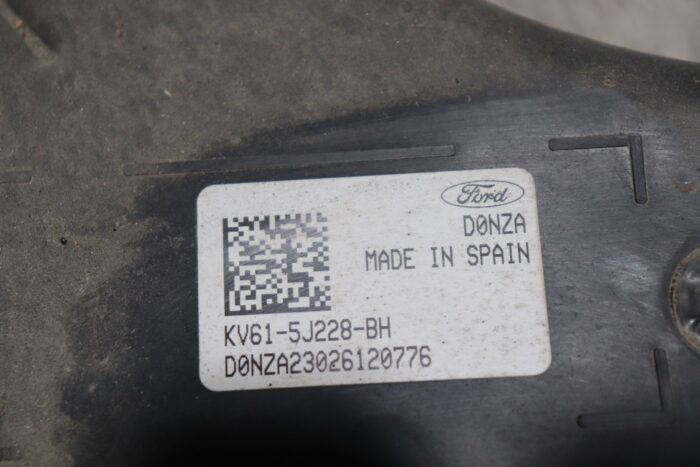 Ford
D0NZA
MADE IN SPAIN
KV61-5J228-BH
D0NZA23026120776